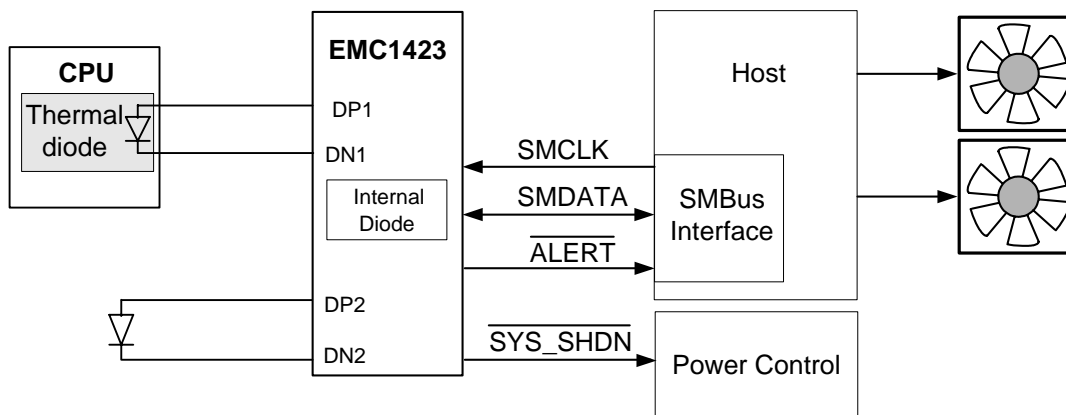 CPU
Thermal
diode
EMC1423
DP1
DN1
Internal
Diode
DP2
DN2
SMCLK
SMDATA
ALERT
SYS_SHDN
Host
SMBus
Interface
Power Control